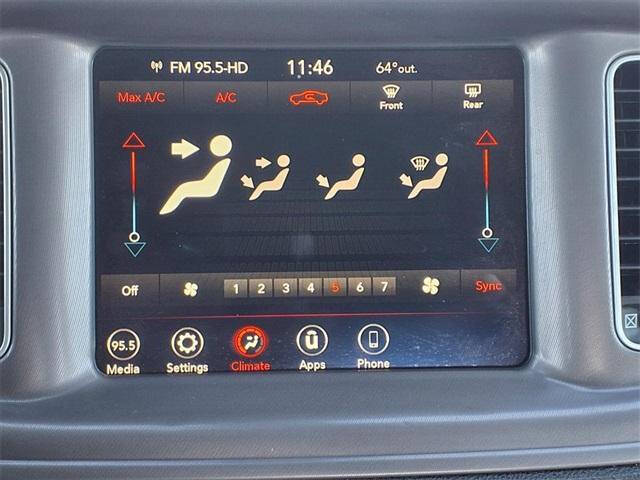 FM 95.5-HD 11:46 64°out.
Max A/C A/C Front Rear
Off 1 2 3 4 5 6 7 Sync
95.5 ü
Media Settings Climate Apps Phone